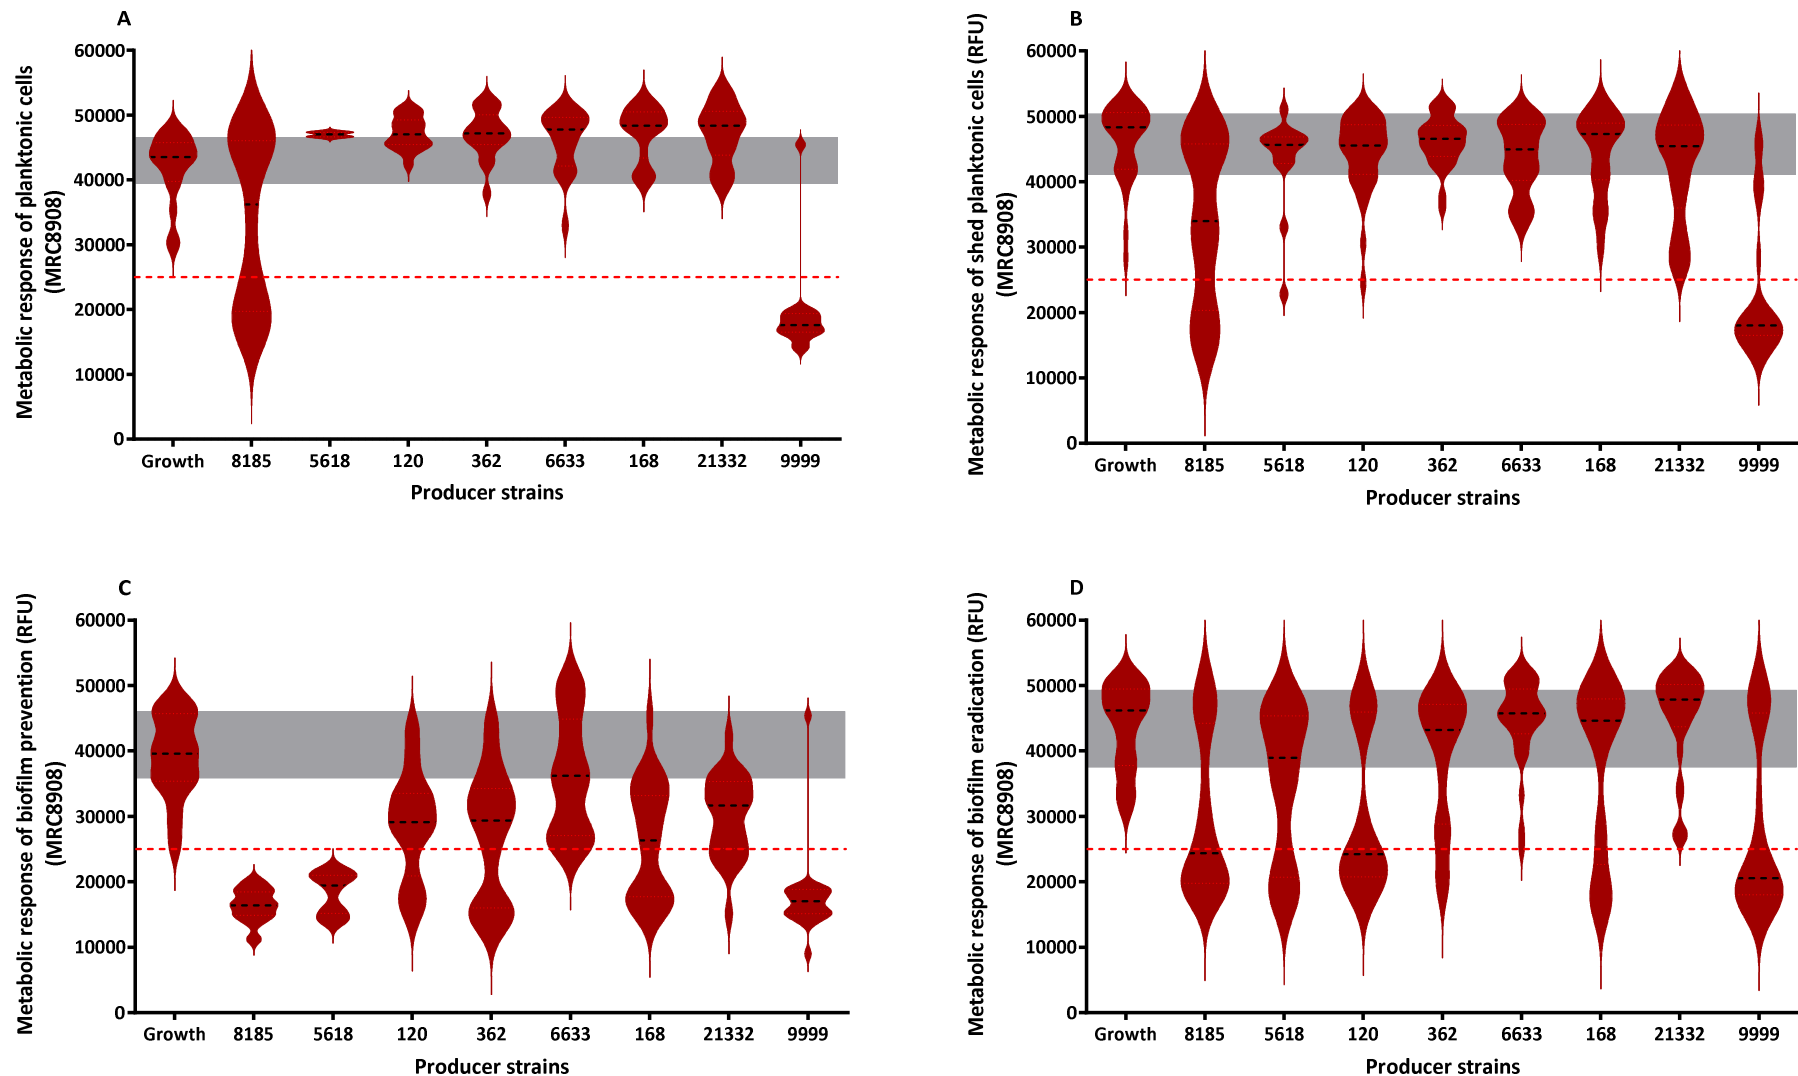 A
Metabolic response of planktonic cells
(MRC8908)
60000
50000
40000
30000
20000
10000
0
Growth 8185 5618 120 362 6633 168 21332 9999
Producer strains
B
Metabolic response of shed planktonic cells (RFU)
(MRC8908)
60000
50000
40000
30000
20000
10000
0
Growth 8185 5618 120 362 6633 168 21332 9999
Producer strains
C
Metabolic response of biofilm prevention (RFU)
(MRC8908)
60000
50000
40000
30000
20000
10000
0
Growth 8185 5618 120 362 6633 168 21332 9999
Producer strains
D
Metabolic response of biofilm eradication (RFU)
(MRC8908)
60000
50000
40000
30000
20000
10000
0
Growth 8185 5618 120 362 6633 168 21332 9999
Producer strains